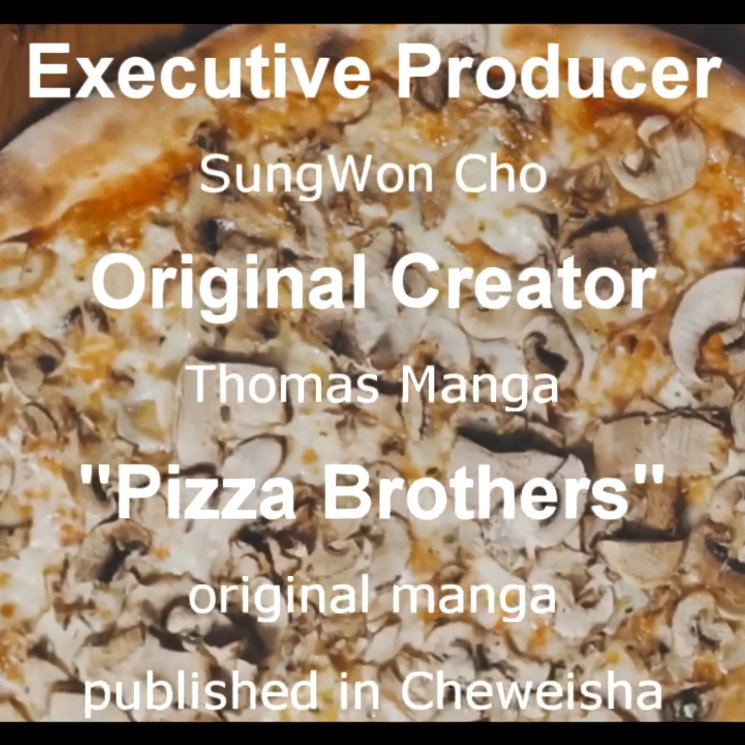 Executive Producer
SungWon Cho
Original Creator
Thomas Manga
"Pizza Brothers"
original manga
published in Cheweisha